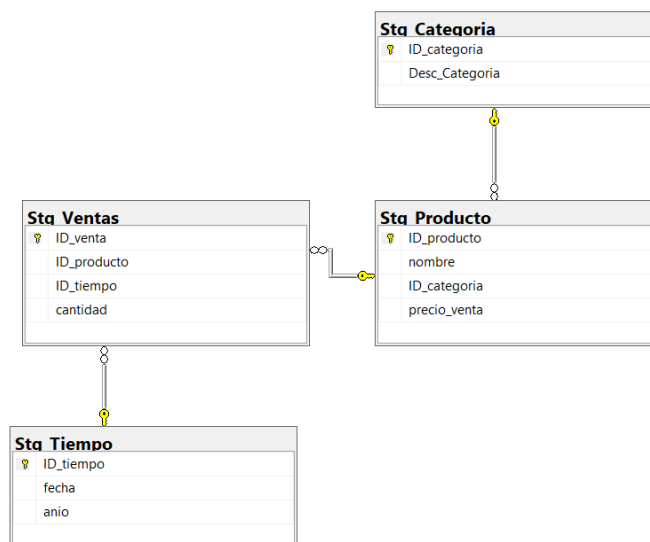 Stg_Categoria
ID_categoria
Desc_Categoria
Stg_Ventas
ID_venta
ID_producto
ID_tiempo
cantidad
Stg_Producto
ID_producto
nombre
ID_categoria
precio_venta
Stg_Tiempo
ID_tiempo
fecha
anio